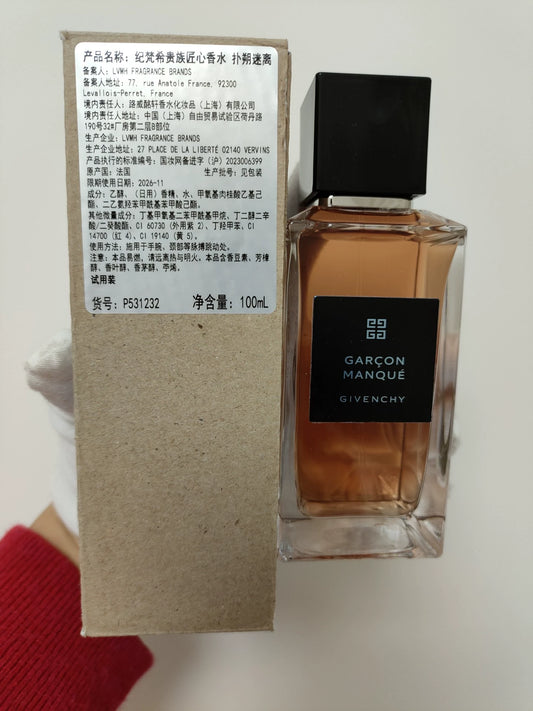 产品名称：纪梵希贵族匠心香水 扑朔迷离
备案人：LVMH FRAGRANCE BRANDS
备案人地址：77, rue Anatole France, 92300
Levallois-Perret, France
境内责任人：路威酩轩香水化妆品（上海）有限公司
境内责任人地址：中国（上海）自由贸易试验区荷丹路
190号32#厂房第二层B部位
生产企业：LVMH FRAGRANCE BRANDS
生产企业地址：27 PLACE DE LA LIBERTÉ 02140 VERVINS
产品执行的标准编号：国妆网备进字（沪）2023006399
原产国：法国 生产批号：见包装
限期使用日期：2026-11
成分：乙醇、（日用）香精、水、甲氧基肉桂酸乙基己
酯、二乙氨羟苯甲酰基苯甲酸己酯。
其他微量成分：丁基甲氧基二苯甲酰基甲烷、丁二醇二辛
酸/二癸酸酯、CI 60730（外用紫 2）、丁羟甲苯、CI
14700（红 4）、CI 19140（黄 5）。
使用方法：施用于手腕、颈部等脉搏跳动处。
注意：本品易燃，请远离热与明火。本品含香豆素、芳樟
醇、香叶醇、香茅醇、苧烯。
试用装
货号：P531232 净含量：100mL
GARÇON
MANQUÉ
GIVENCHY